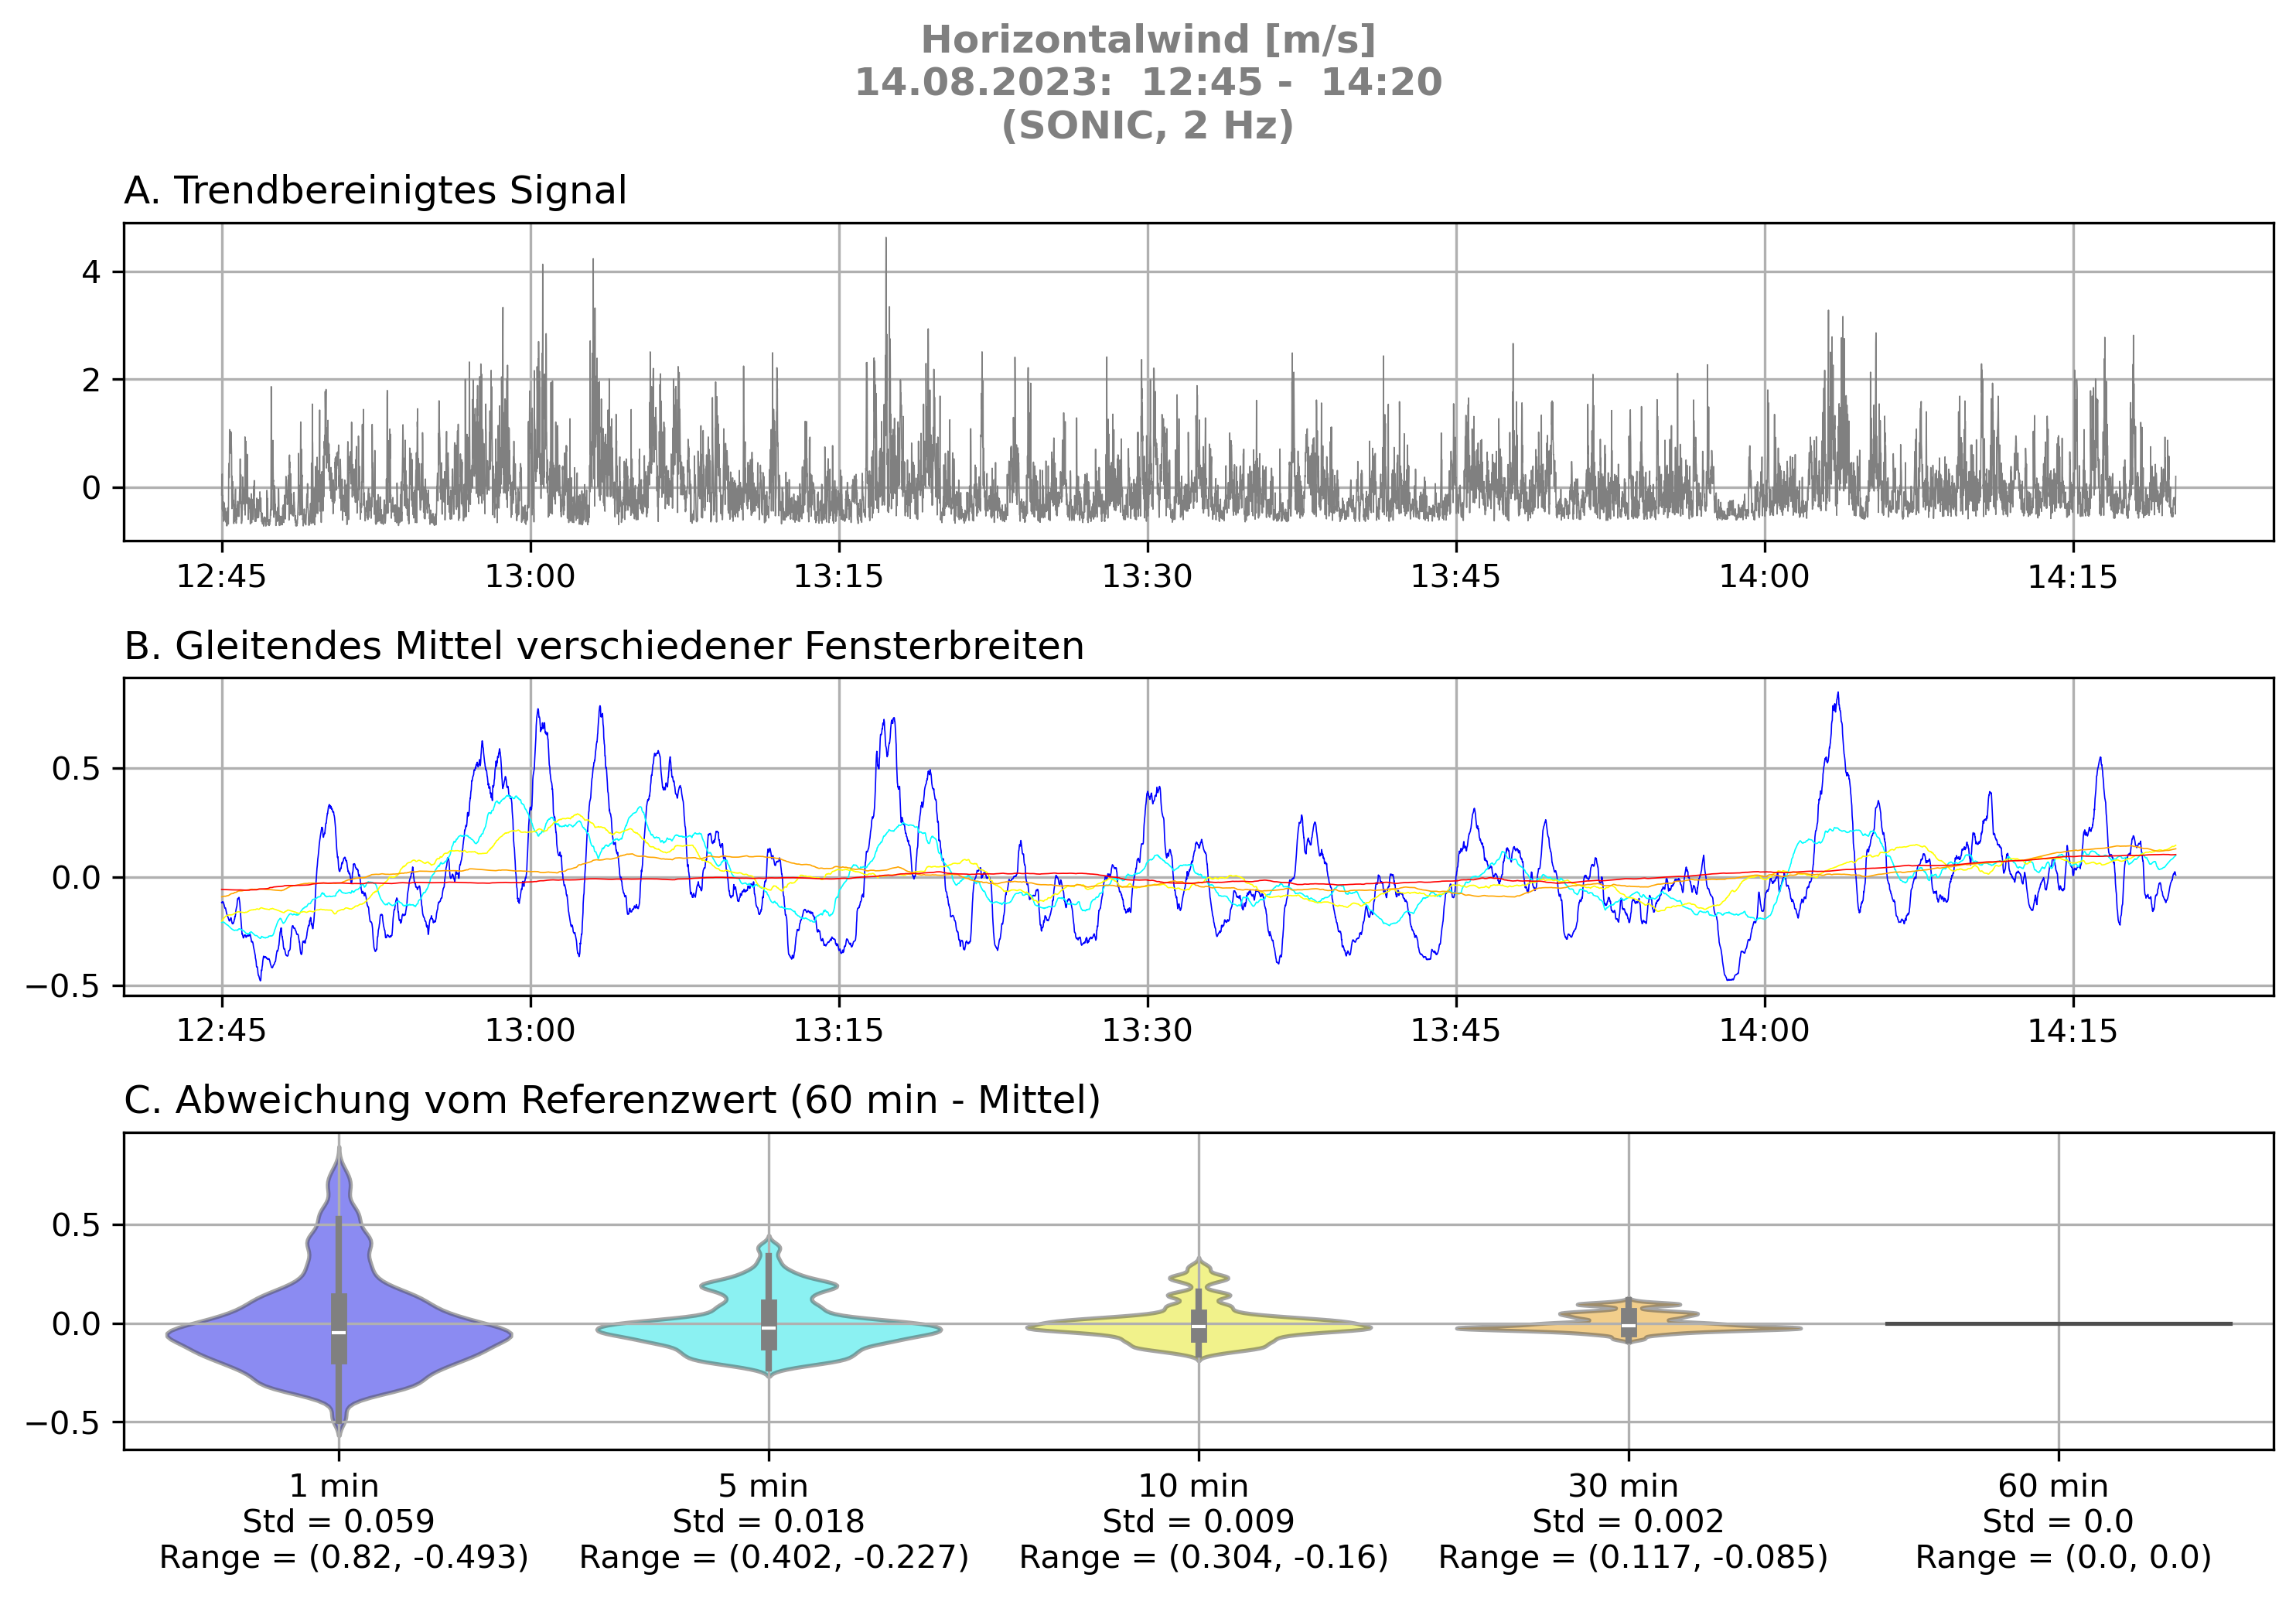 Horizontalwind [m/s]
14.08.2023:  12:45 -  14:20
(SONIC, 2 Hz)
A. Trendbereinigtes Signal
4
2
0
12:45 13:00 13:15 13:30 13:45 14:00 14:15
B. Gleitendes Mittel verschiedener Fensterbreiten
0.5
0.0
−0.5
12:45 13:00 13:15 13:30 13:45 14:00 14:15
C. Abweichung vom Referenzwert (60 min - Mittel)
0.5
0.0
−0.5
1 min 5 min 10 min 30 min 60 min
Std = 0.059 Std = 0.018 Std = 0.009 Std = 0.002 Std = 0.0
Range = (0.82, -0.493) Range = (0.402, -0.227) Range = (0.304, -0.16) Range = (0.117, -0.085) Range = (0.0, 0.0)